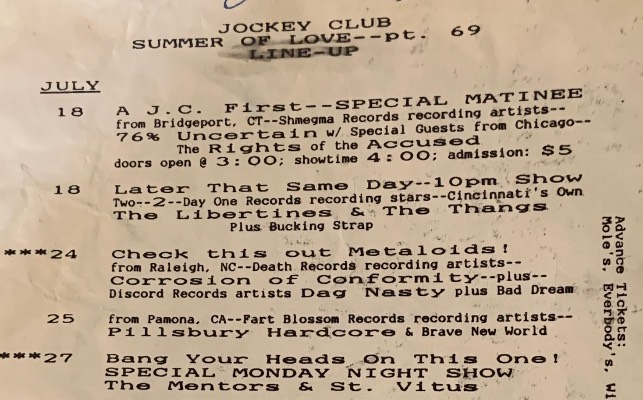 JOCKEY CLUB
SUMMER OF LOVE--pt. 69
LINE-UP
JULY
18 A J.C. First--SPECIAL MATINEE
from Bridgeport, CT--Shmegma Records recording artists--
76% Uncertain w/ Special Guests from Chicago--
The Rights of the Accused
doors open @ 3:00; showtime 4:00; admission: $5
18 Later That Same Day--10pm Show
Two--2--Day One Records recording stars--Cincinnati's Own
The Libertines & The Thangs
Plus Bucking Strap
***24 Check this out Metaloids!
from Raleigh, NC--Death Records recording artists--
Corrosion of Conformity--plus--
Discord Records artists Dag Nasty plus Bad Dream
25 from Pamona, CA--Fart Blossom Records recording artists--
Pillsbury Hardcore & Brave New World
***27 Bang Your Heads On This One!
SPECIAL MONDAY NIGHT SHOW
The Mentors & St. Vitus
Advance Tickets:
Mole's, Everbody's, Wi